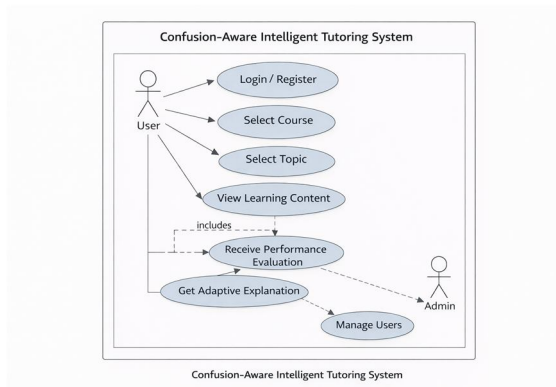 Confusion-Aware Intelligent Tutoring System
Login / Register
User
Select Course
Select Topic
View Learning Content
includes
Receive Performance
Evaluation
Get Adaptive Explanation
Admin
Manage Users
Confusion-Aware Intelligent Tutoring System